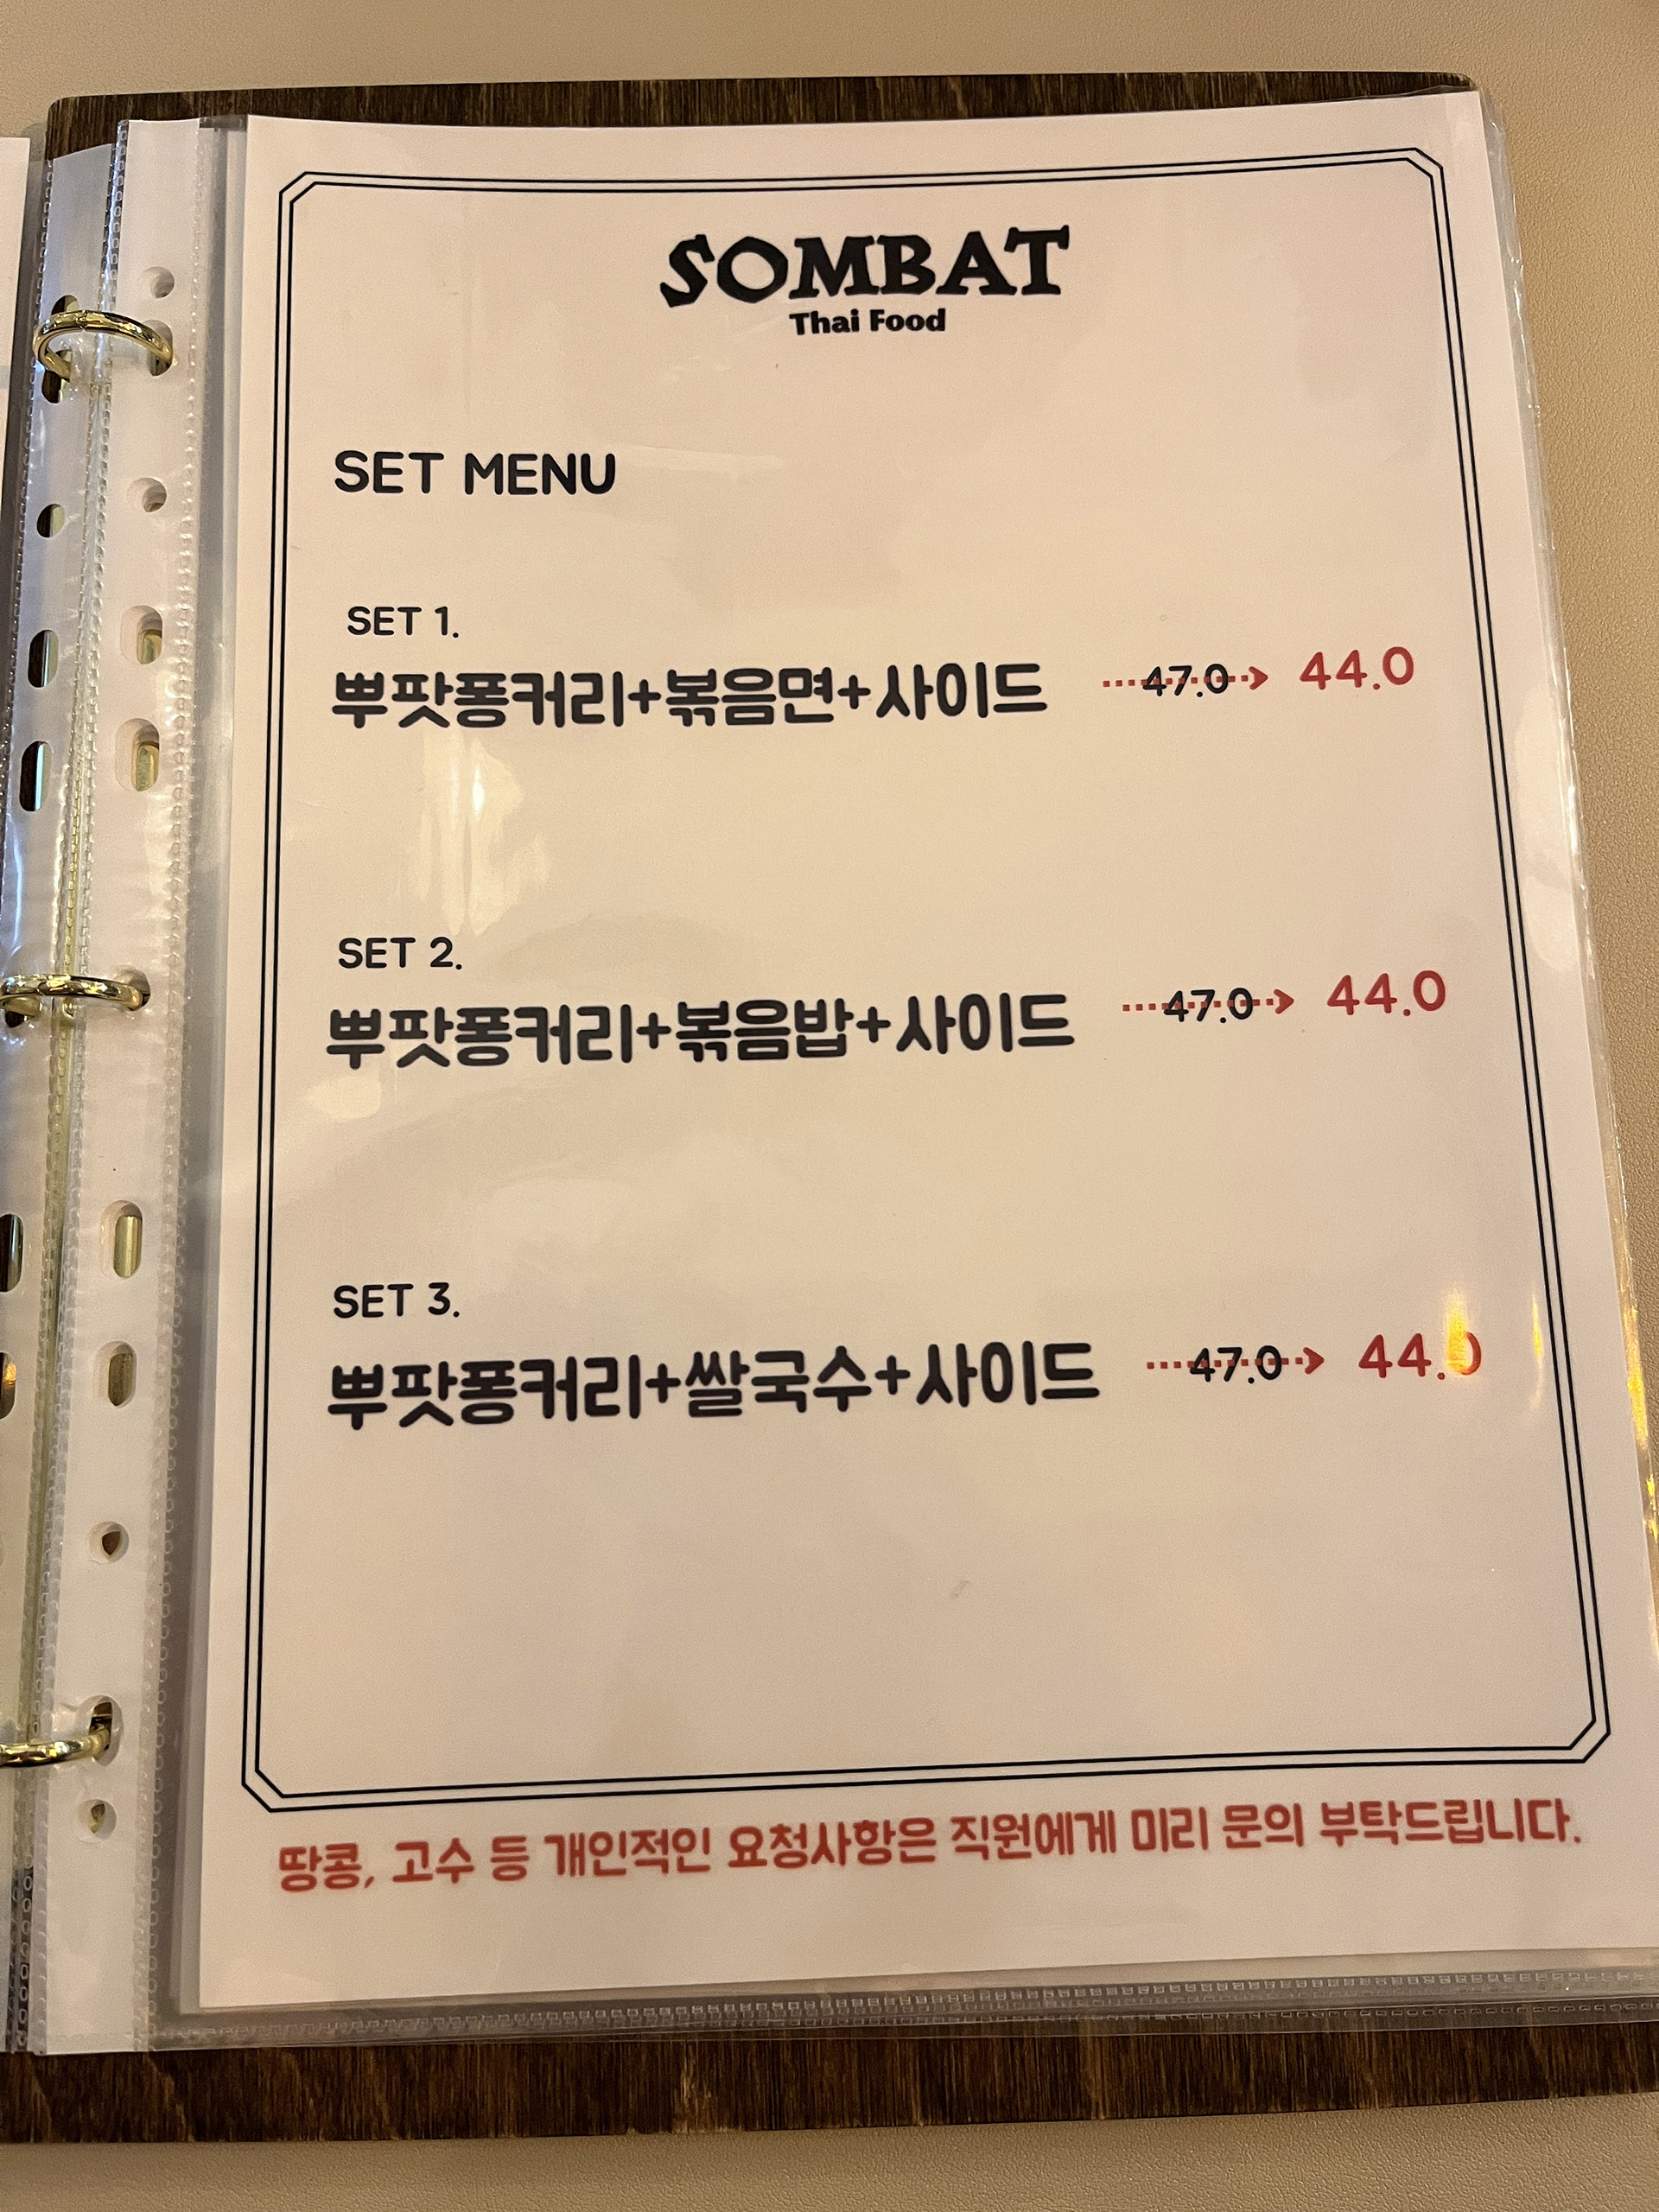 SOMBAT
Thai Food
SET MENU
SET 1.
뿌팟퐁커리+볶음면+사이드 47.0 44.0
SET 2.
뿌팟퐁커리+볶음밥+사이드 47.0 44.0
SET 3.
뿌팟퐁커리+쌀국수+사이드 47.0 44.0
땅콩, 고수 등 개인적인 요청사항은 직원에게 미리 문의 부탁드립니다.